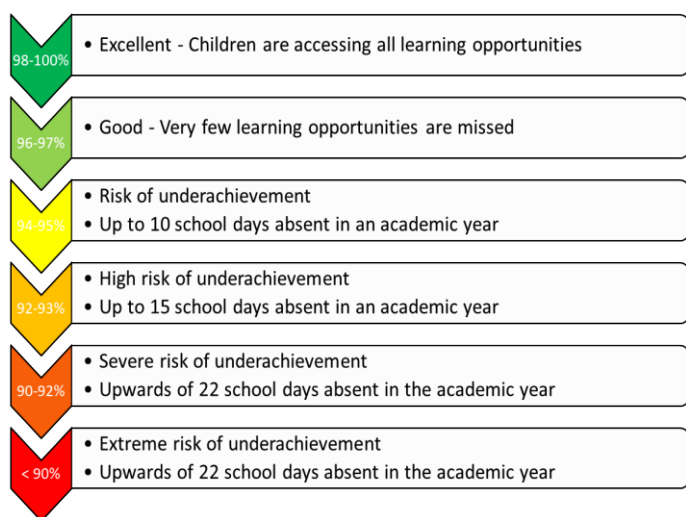 98-100%
• Excellent - Children are accessing all learning opportunities
96-97%
• Good - Very few learning opportunities are missed
94-95%
• Risk of underachievement
• Up to 10 school days absent in an academic year
92-93%
• High risk of underachievement
• Up to 15 school days absent in an academic year
90-92%
• Severe risk of underachievement
• Upwards of 22 school days absent in the academic year
< 90%
• Extreme risk of underachievement
• Upwards of 22 school days absent in the academic year